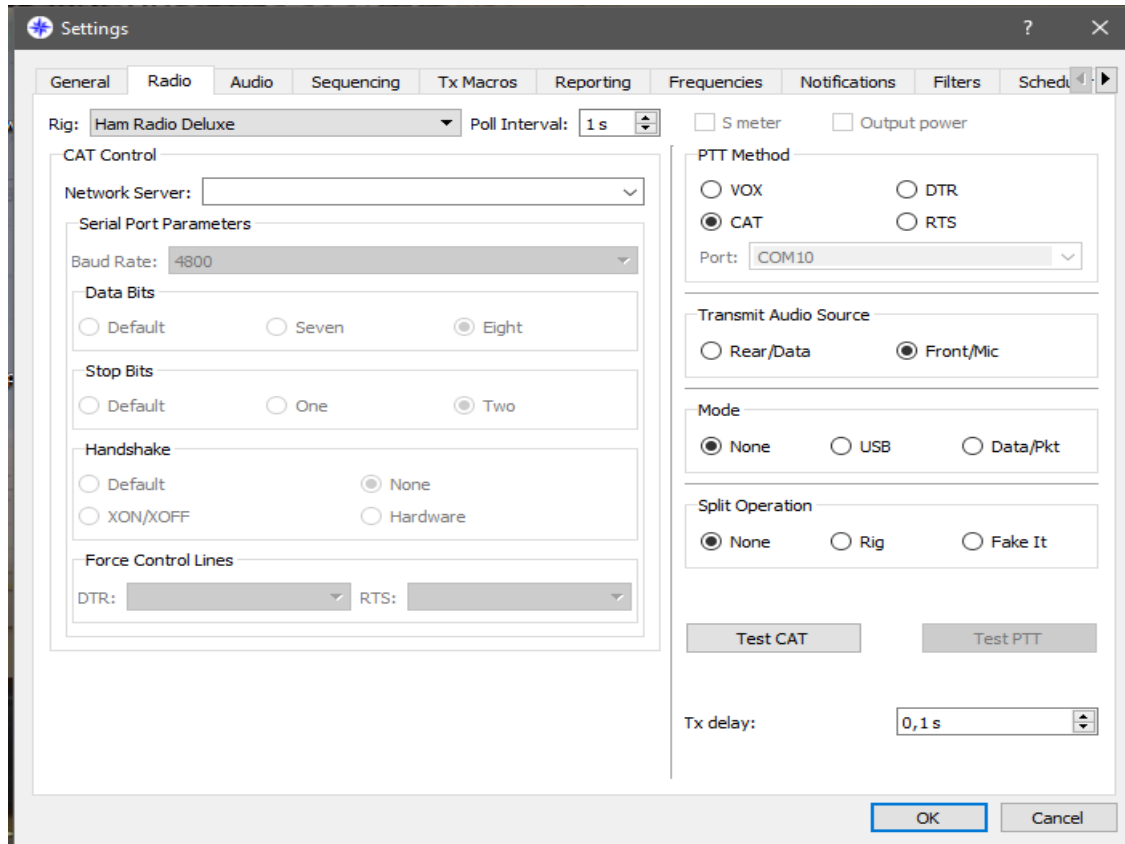 Settings
General Radio Audio Sequencing Tx Macros Reporting Frequencies Notifications Filters
Rig: Ham Radio Deluxe Poll Interval: 1 s S meter Output power
CAT Control
Network Server:
Serial Port Parameters
Baud Rate: 4800
Data Bits
Default Seven Eight
Stop Bits
Default One Two
Handshake
Default None
XON/XOFF Hardware
Force Control Lines
DTR: RTS:
PTT Method
VOX DTR
CAT RTS
Port: COM10
Transmit Audio Source
Rear/Data Front/Mic
Mode
None USB Data/Pkt
Split Operation
None Rig Fake It
Test CAT Test PTT
Tx delay: 0,1 s
OK Cancel